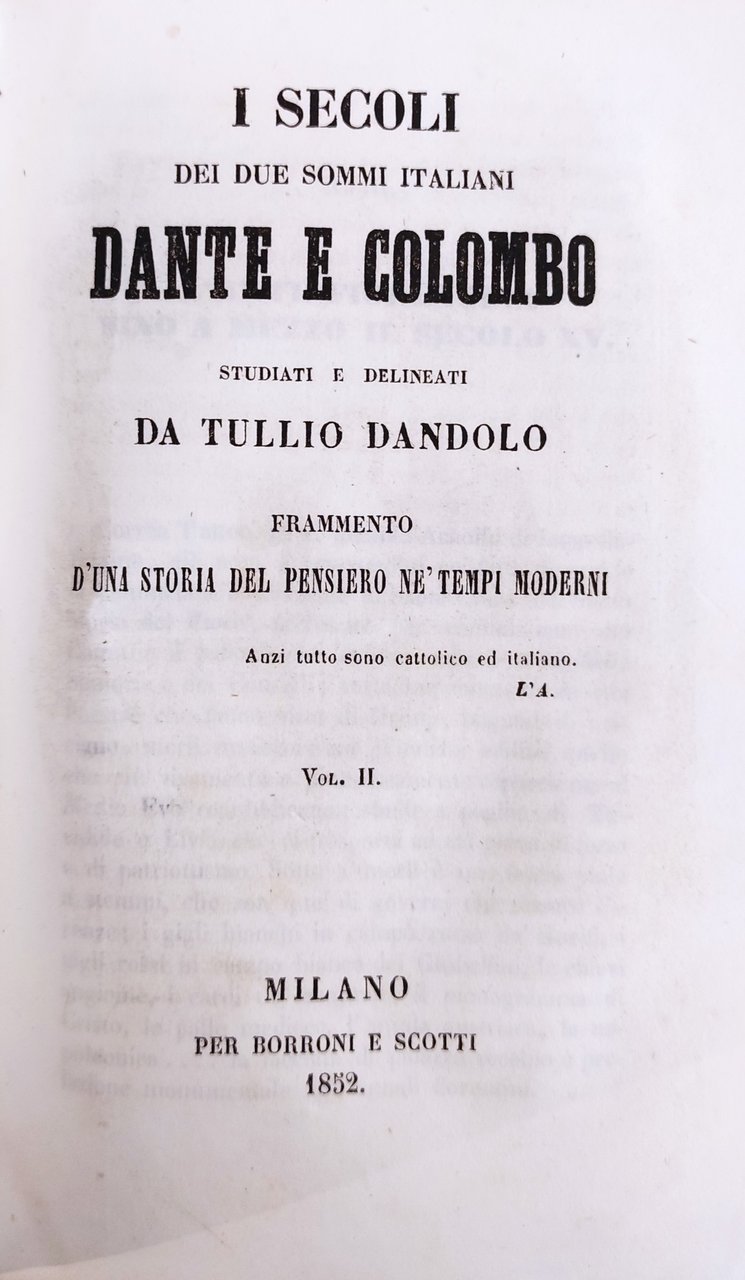 I SECOLI
DEI DUE SOMMI ITALIANI
DANTE E COLOMBO
STUDIATI E DELINEATI
DA TULLIO DANDOLO
FRAMMENTO
D'UNA STORIA DEL PENSIERO NE' TEMPI MODERNI
Anzi tutto sono cattolico ed italiano.
L'A.
VOL. II.
MILANO
PER BORRONI E SCOTTI
1852.